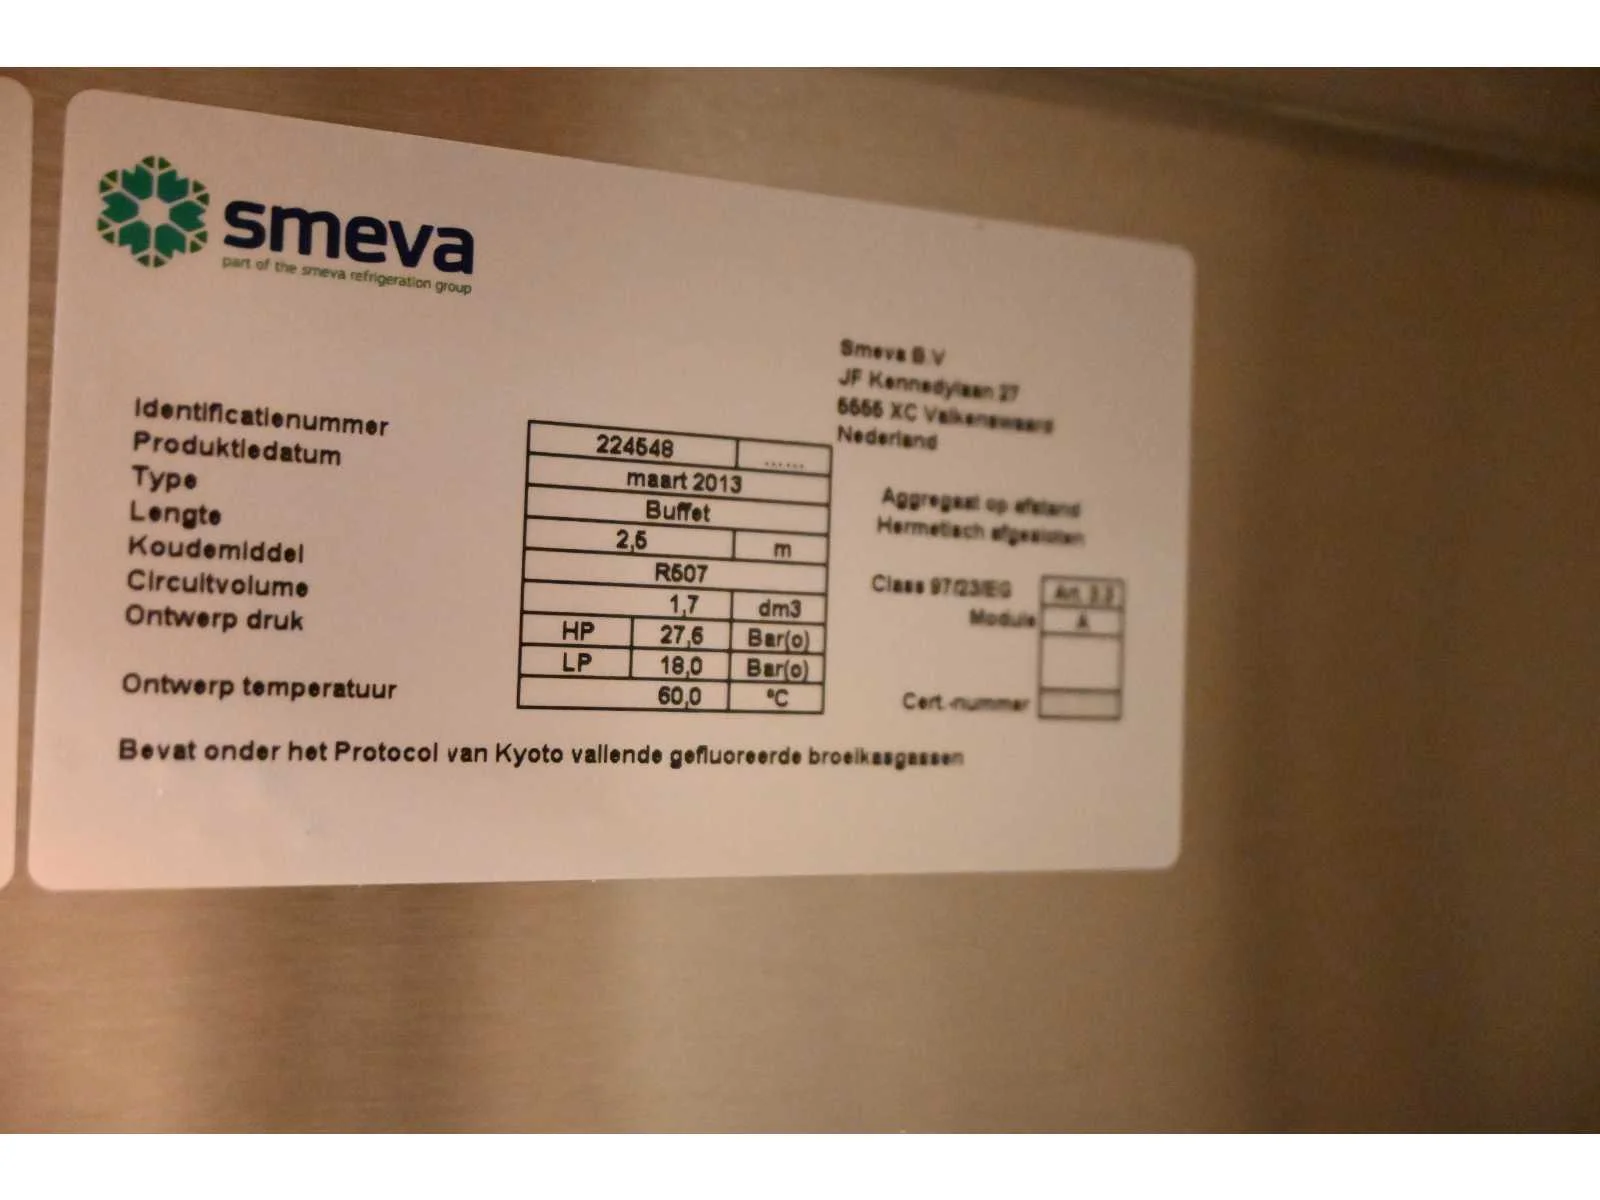 smeva
part of the smeva refrigeration group
Smeva B.V
JF Kennedylaan 27
5555 XC Valkenswaard
Nederland
Identificatienummer 224548 ......
Produktiedatum maart 2013
Type Buffet
Lengte 2,5 m
Koudemiddel R507
Circuitvolume 1,7 dm3
Ontwerp druk HP 27,6 Bar(o)
LP 18,0 Bar(o)
Ontwerp temperatuur 60,0 °C
Aggregaat op afstand
Hermetisch afgesloten
Class 97/23/EG Art. 3.3
Module A
Cert.-nummer
Bevat onder het Protocol van Kyoto vallende gefluoreerde broeikasgassen